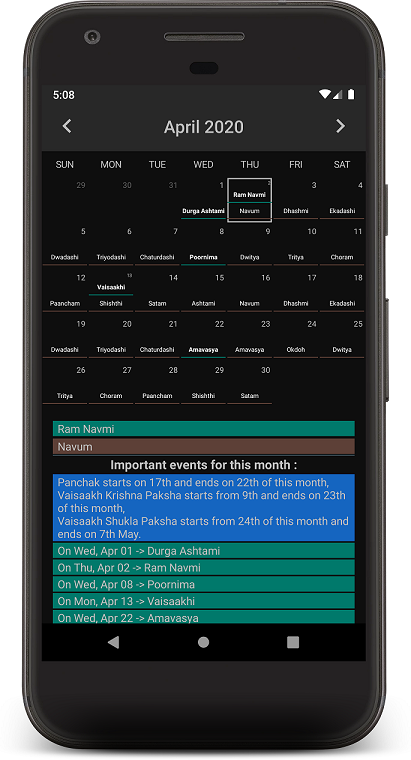 5:08
April 2020
SUN MON TUE WED THU FRI SAT
29 30 31 1 2 3 4
Ram Navmi
Durga Ashtami Navum Dhashmi Ekadashi
5 6 7 8 9 10 11
Dwadashi Triyodashi Chaturdashi Poornima Dwitya Tritya Choram
12 13 14 15 16 17 18
Vaisaakhi
Paancham Shishthi Satam Ashtami Navum Dhashmi Ekadashi
19 20 21 22 23 24 25
Dwadashi Triyodashi Chaturdashi Amavasya Amavasya Okdoh Dwitya
26 27 28 29 30
Tritya Choram Paancham Shishthi Satam
Ram Navmi
Navum
Important events for this month :
Panchak starts on 17th and ends on 22th of this month,
Vaisaakh Krishna Paksha starts from 9th and ends on 23th
of this month,
Vaisaakh Shukla Paksha starts from 24th of this month and
ends on 7th May.
On Wed, Apr 01 -> Durga Ashtami
On Thu, Apr 02 -> Ram Navmi
On Wed, Apr 08 -> Poornima
On Mon, Apr 13 -> Vaisaakhi
On Wed, Apr 22 -> Amavasya